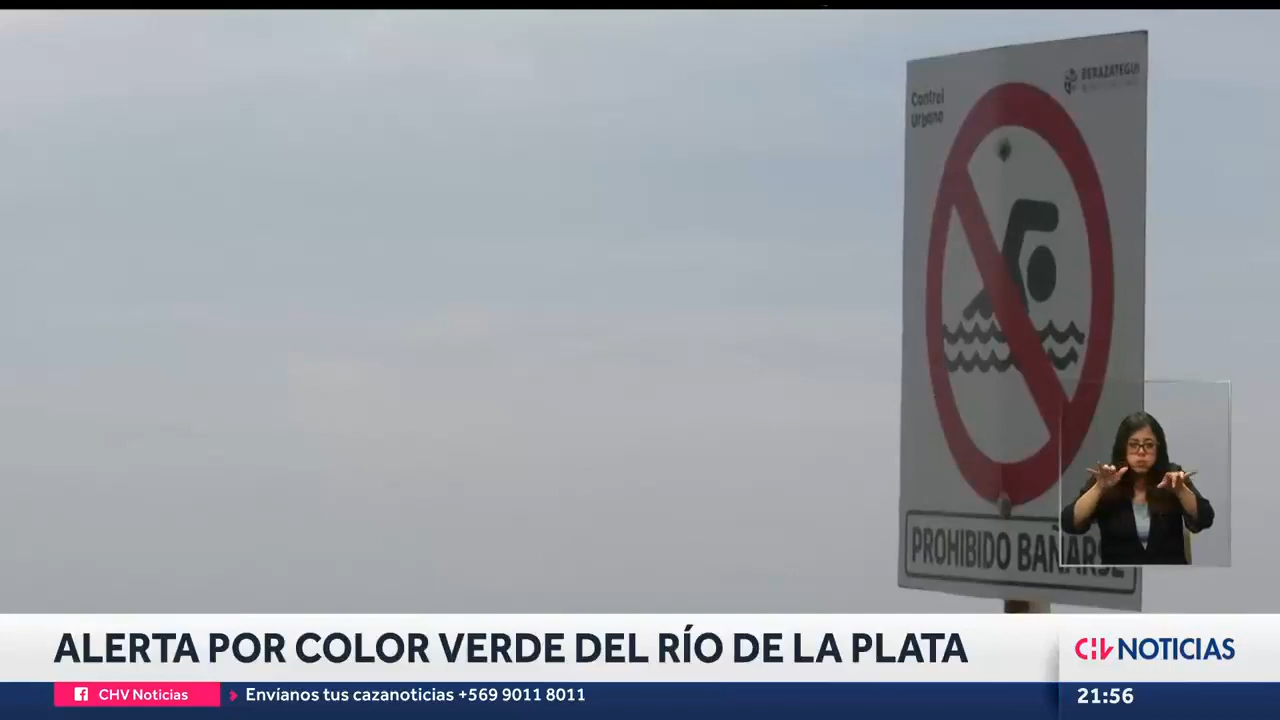 Control
Urbano
BERAZATEGUI
PROHIBIDO BAÑARSE
ALERTA POR COLOR VERDE DEL RÍO DE LA PLATA
CHV NOTICIAS
CHV Noticias
Envíanos tus cazanoticias +569 9011 8011
21:56